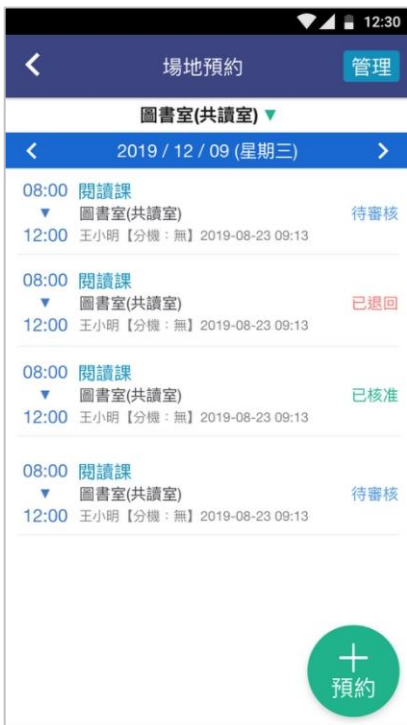 12:30
場地預約
管理
圖書室(共讀室)▼
2019 / 12 / 09 (星期三)
08:00 閱讀課
圖書室(共讀室) 待審核
12:00 王小明【分機：無】2019-08-23 09:13
08:00 閱讀課
圖書室(共讀室) 已退回
12:00 王小明【分機：無】2019-08-23 09:13
08:00 閱讀課
圖書室(共讀室) 已核准
12:00 王小明【分機：無】2019-08-23 09:13
08:00 閱讀課
圖書室(共讀室) 待審核
12:00 王小明【分機：無】2019-08-23 09:13
預約